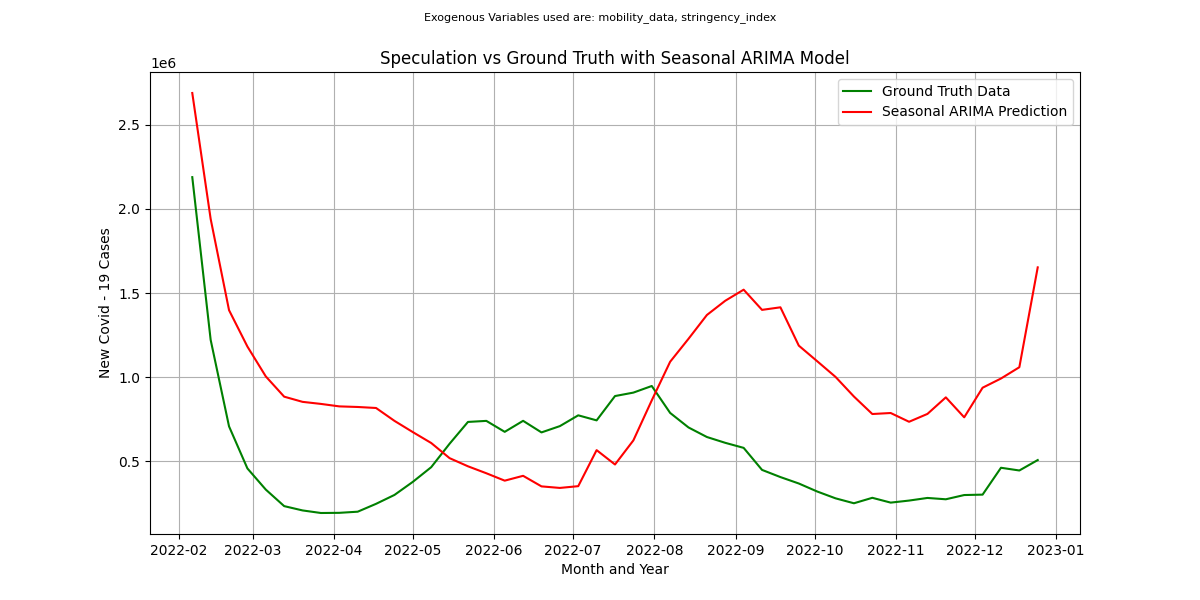 Exogenous Variables used are: mobility_data, stringency_index
Speculation vs Ground Truth with Seasonal ARIMA Model
1e6
Ground Truth Data
Seasonal ARIMA Prediction
2.5
2.0
1.5
1.0
0.5
New Covid - 19 Cases
2022-02 2022-03 2022-04 2022-05 2022-06 2022-07 2022-08 2022-09 2022-10 2022-11 2022-12 2023-01
Month and Year